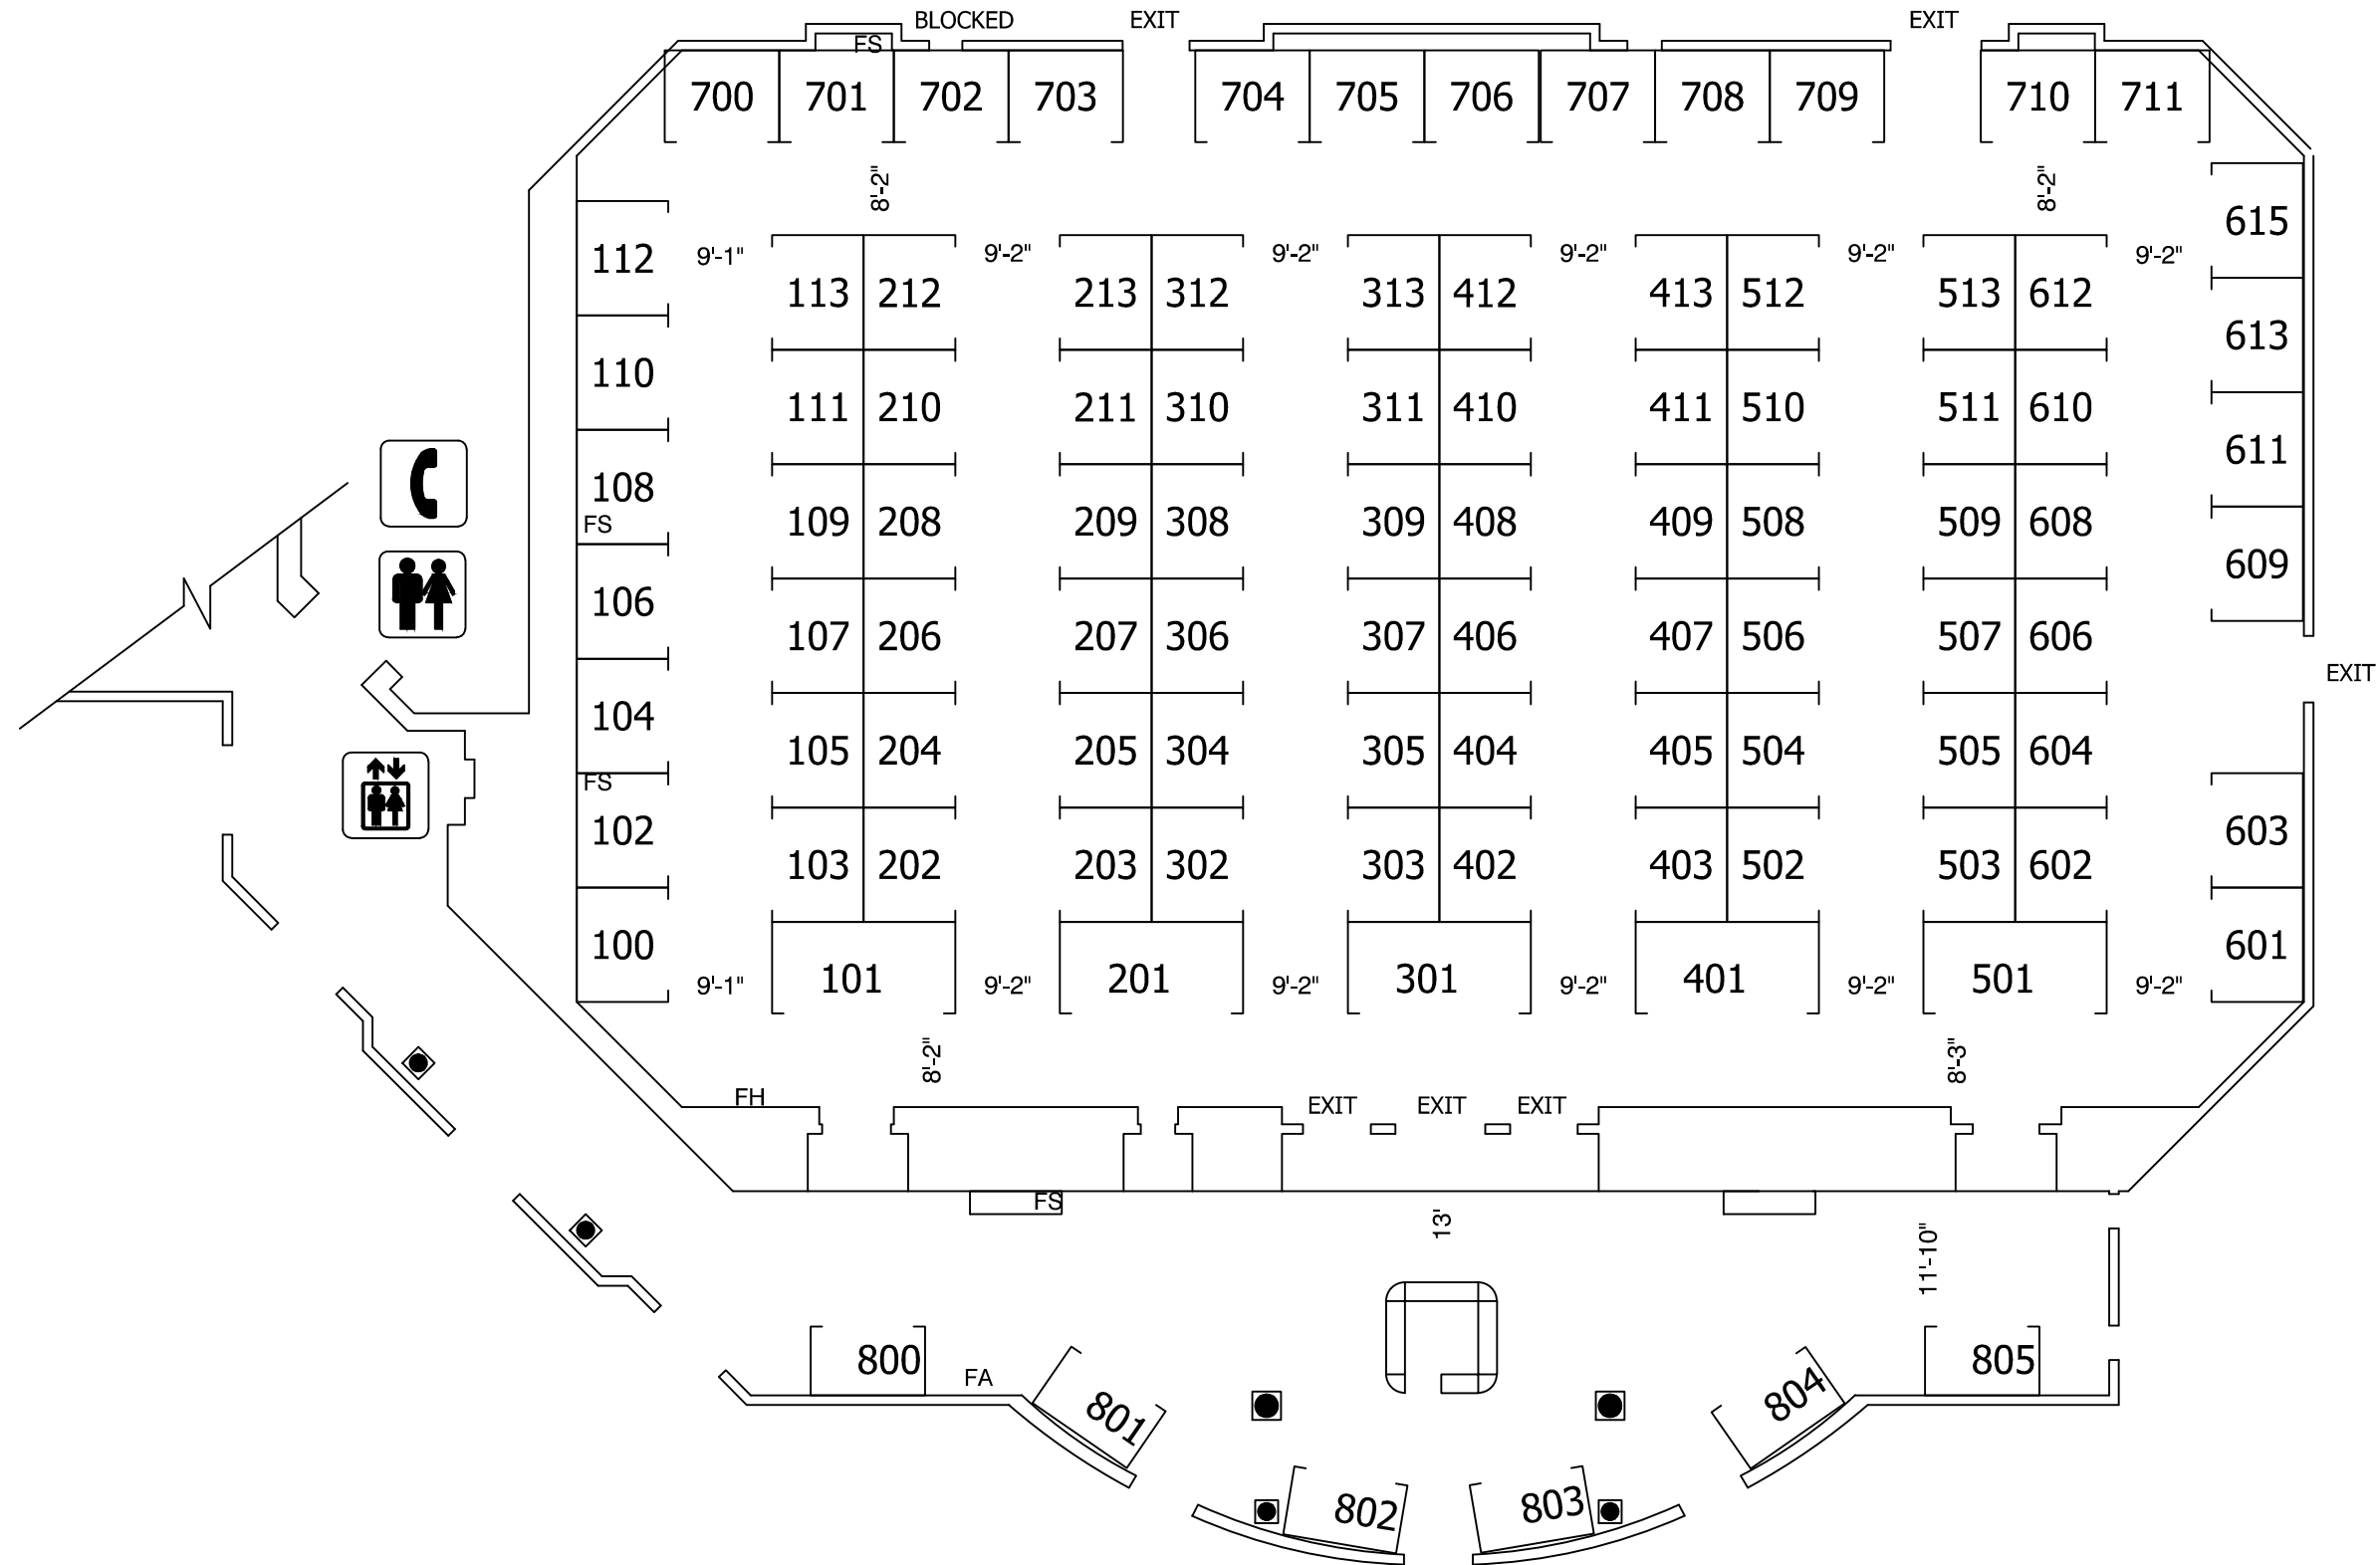 BLOCKED EXIT EXIT
FS
700 701 702 703 704 705 706 707 708 709 710 711
8'-2" 8'-2"
615
112 9'-1" 9'-2" 9'-2" 9'-2" 9'-2" 9'-2"
113 212 213 312 313 412 413 512 513 612
613
110
111 210 211 310 311 410 411 510 511 610
611
108
FS
109 208 209 308 309 408 409 508 509 608
609
106
107 206 207 306 307 406 407 506 507 606
EXIT
104
105 204 205 304 305 404 405 504 505 604
FS
102 603
103 202 203 302 303 402 403 502 503 602
100 601
101 201 301 401 501
9'-1" 9'-2" 9'-2" 9'-2" 9'-2" 9'-2"
8'-2" 8'-3"
FH EXIT EXIT EXIT
FS
13' 11'-10"
800 805
FA
801 804
802 803